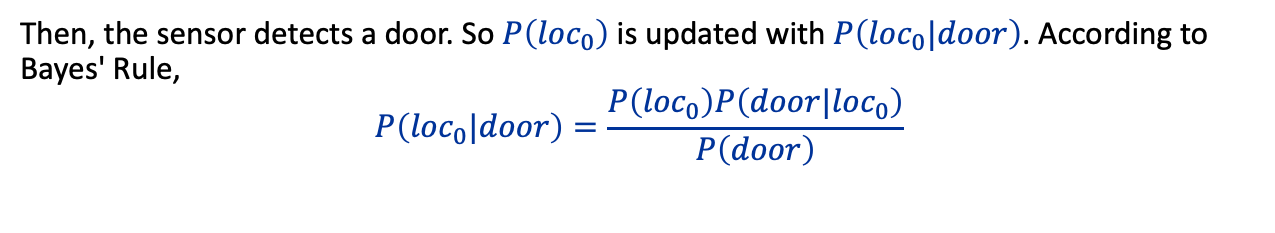 Then, the sensor detects a door. So P(loc₀) is updated with P(loc₀|door). According to
Bayes' Rule,
P(loc₀|door) = P(loc₀)P(door|loc₀)
P(door)